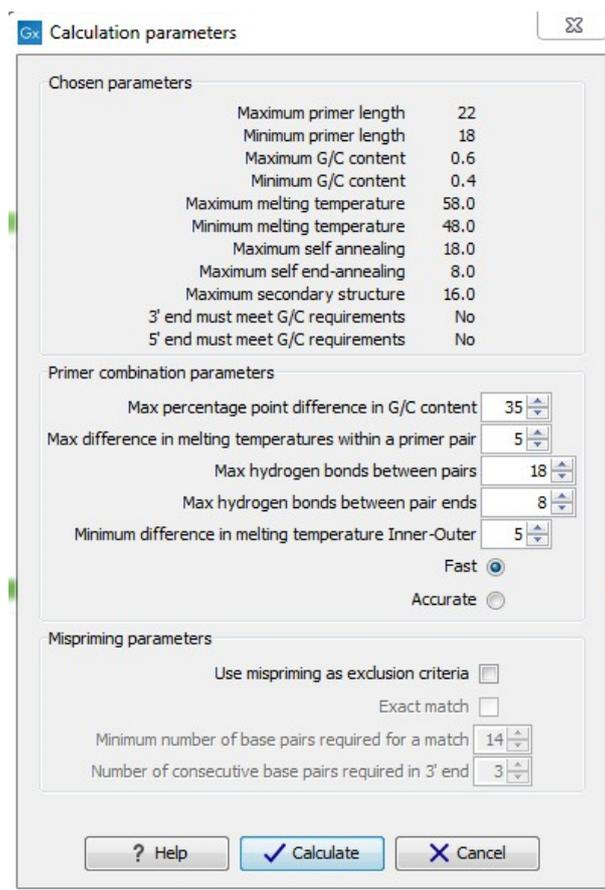 Gx Calculation parameters
Chosen parameters
Maximum primer length 22
Minimum primer length 18
Maximum G/C content 0.6
Minimum G/C content 0.4
Maximum melting temperature 58.0
Minimum melting temperature 48.0
Maximum self annealing 18.0
Maximum self end-annealing 8.0
Maximum secondary structure 16.0
3' end must meet G/C requirements No
5' end must meet G/C requirements No
Primer combination parameters
Max percentage point difference in G/C content 35
Max difference in melting temperatures within a primer pair 5
Max hydrogen bonds between pairs 18
Max hydrogen bonds between pair ends 8
Minimum difference in melting temperature Inner-Outer 5
Fast
Accurate
Mispriming parameters
Use mispriming as exclusion criteria
Exact match
Minimum number of base pairs required for a match 14
Number of consecutive base pairs required in 3' end 3
? Help Calculate Cancel